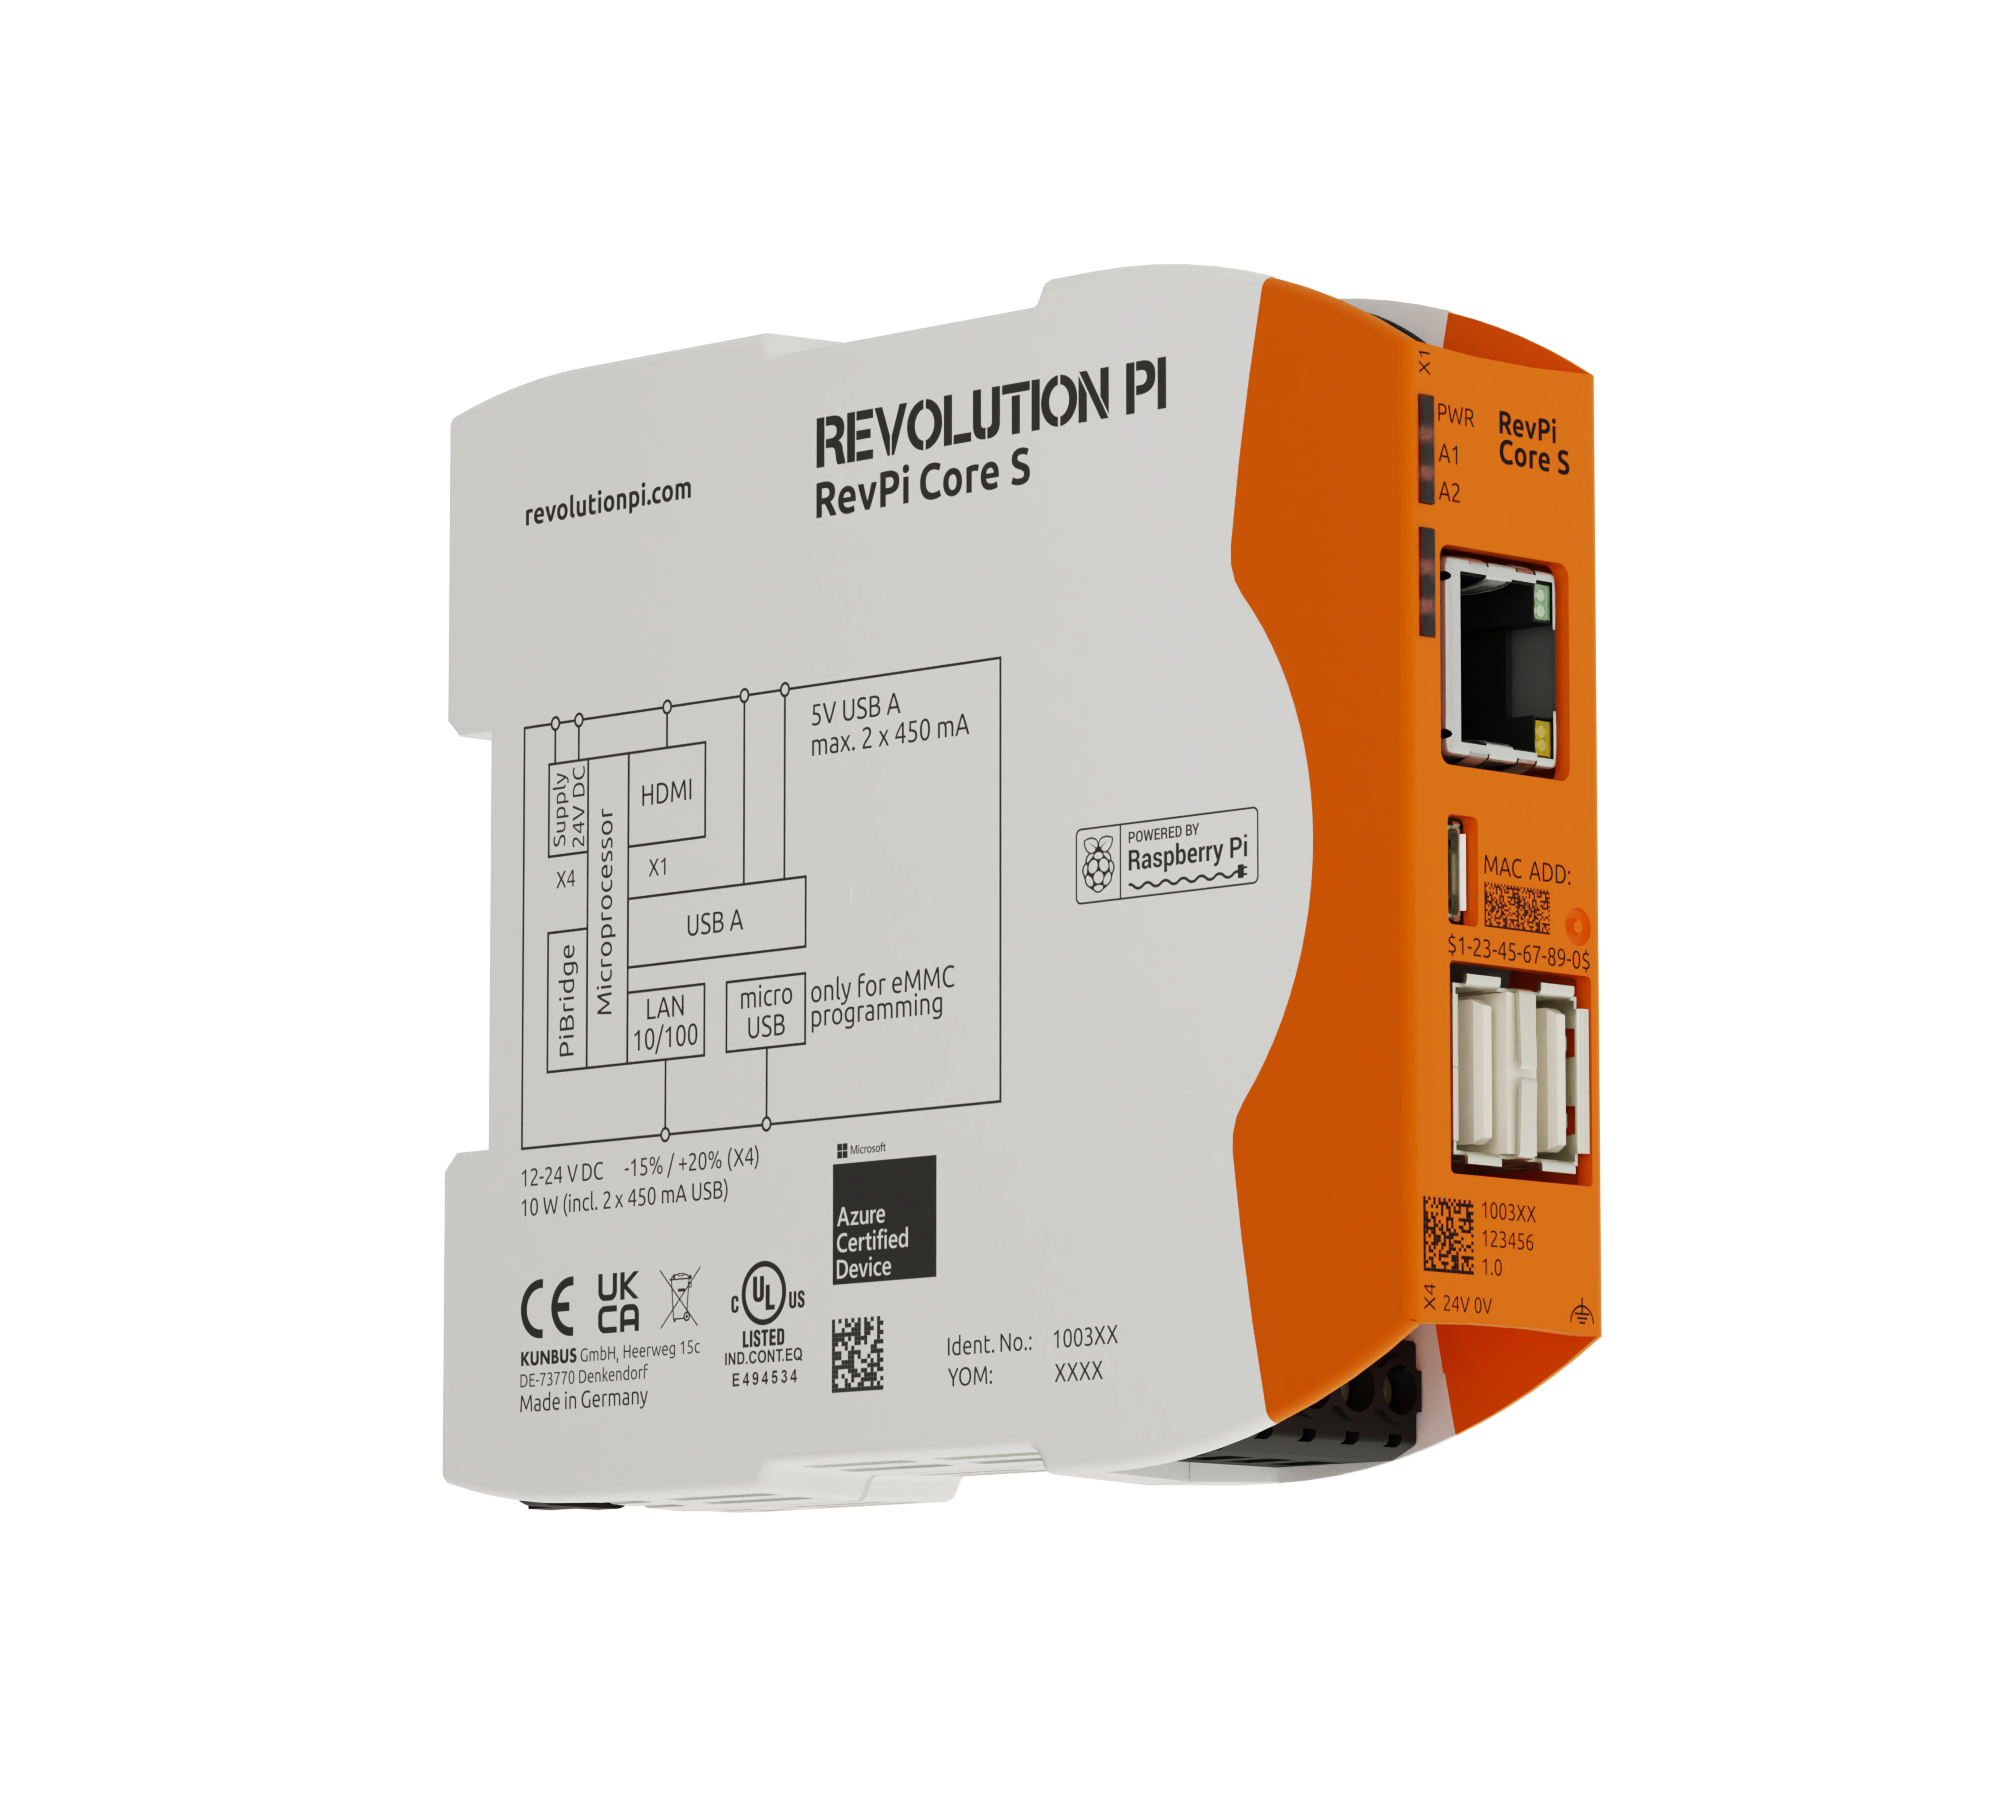 REVOLUTION PI
RevPi Core S
revolutionpi.com
5V USB A
max. 2 x 450 mA
Supply
24V DC
X4
Microprocessor
HDMI
X1
USB A
PiBridge
LAN
10/100
micro
USB
only for eMMC
programming
12-24 V DC -15% / +20% (X4)
10 W (incl. 2 x 450 mA USB)
POWERED BY
Raspberry Pi
Microsoft
Azure
Certified
Device
CE
UK
CA
C UL US
LISTED
IND.CONT.EQ
E494534
KUNBUS GmbH, Heerweg 15c
DE-73770 Denkendorf
Made in Germany
Ident. No.: 1003XX
YOM: XXXX
X1
PWR
A1
A2
RevPi
Core S
MAC ADD:
$1-23-45-67-89-0$
1003XX
123456
1.0
X4 24V 0V